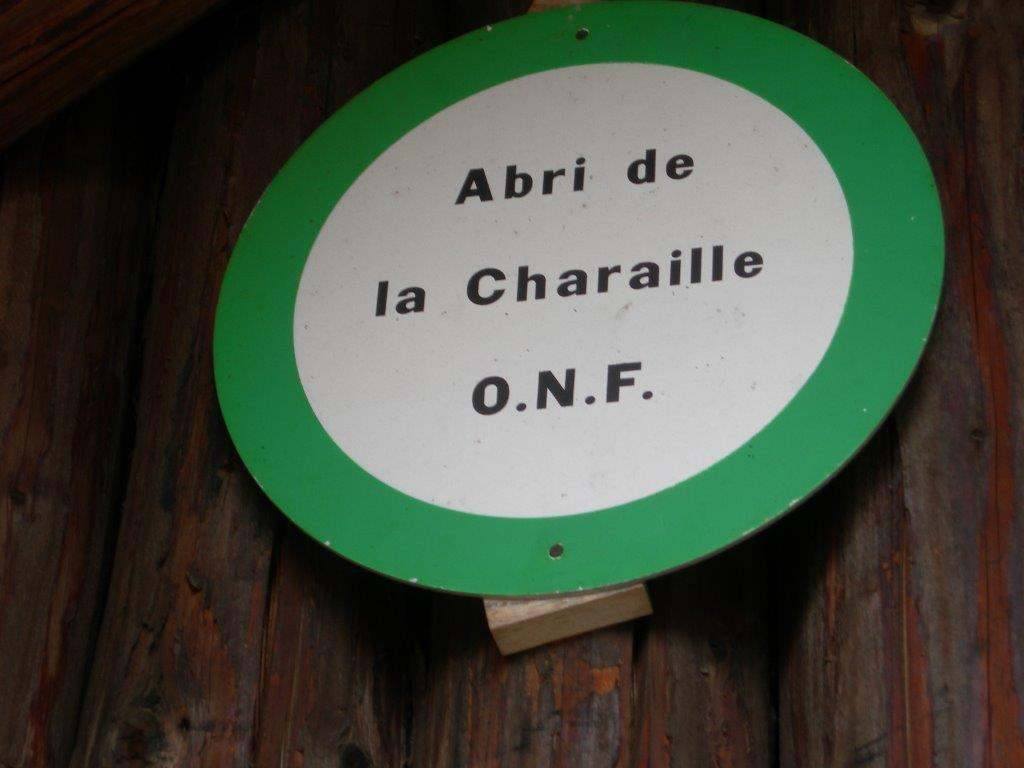 Abri de
la Charaille
O.N.F.